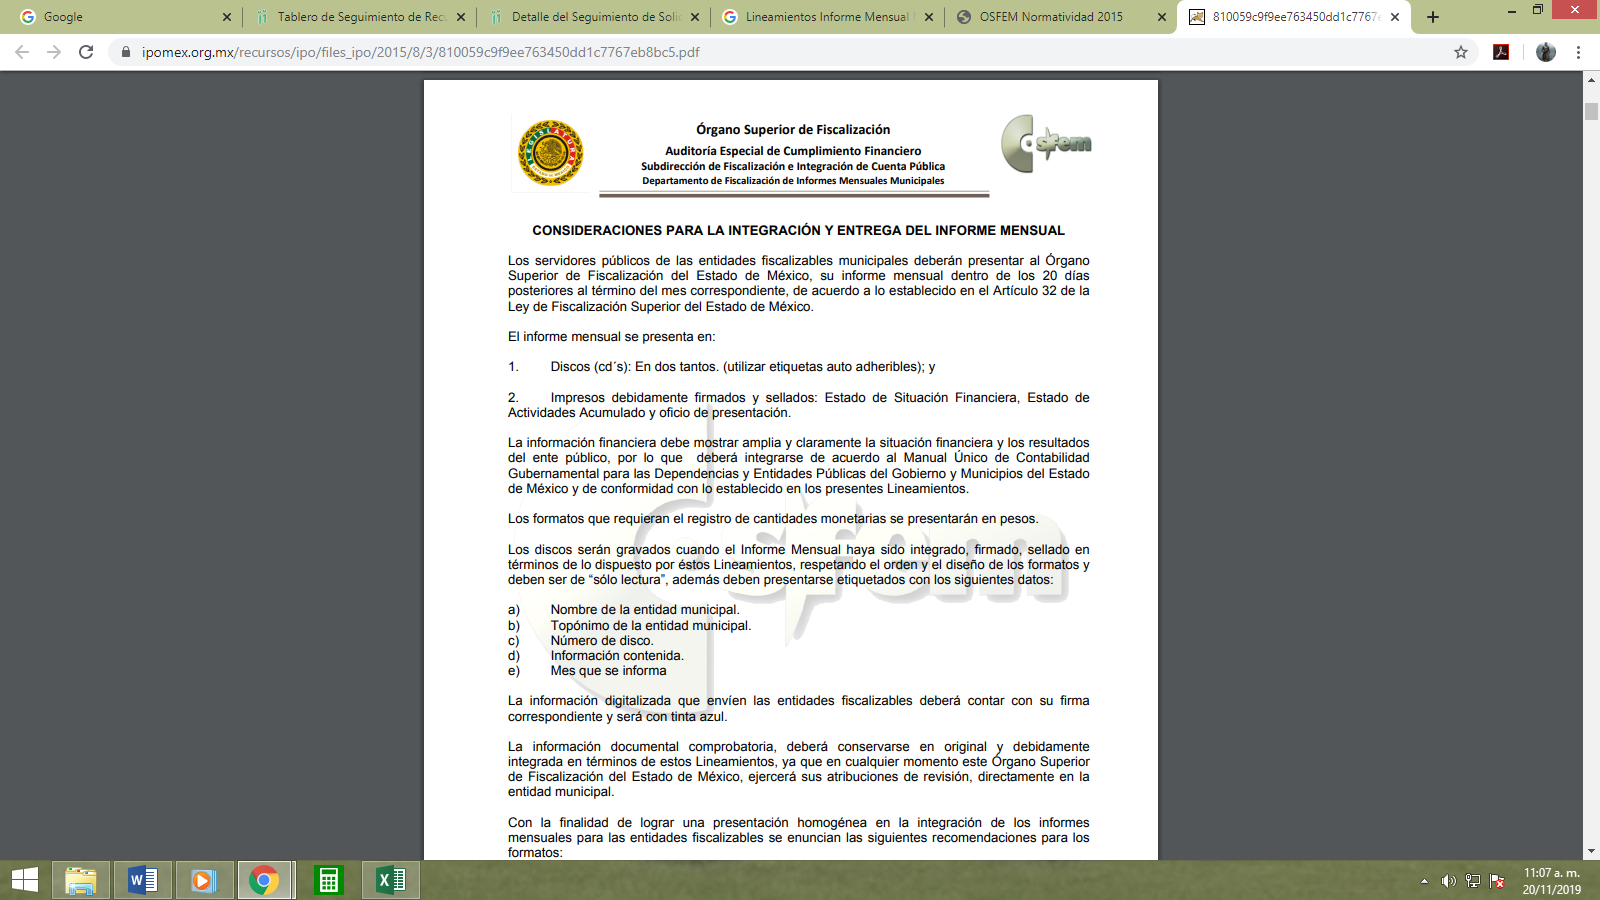 Google
Tablero de Seguimiento de Recu
Detalle del Seguimiento de Solic
Lineamientos Informe Mensual
OSFEM Normatividad 2015
810059c9f9ee763450dd1c7767e
ipomex.org.mx/recursos/ipo/files_ipo/2015/8/3/810059c9f9ee763450dd1c7767eb8bc5.pdf
Órgano Superior de Fiscalización
Auditoría Especial de Cumplimiento Financiero
Subdirección de Fiscalización e Integración de Cuenta Pública
Departamento de Fiscalización de Informes Mensuales Municipales
osfem
CONSIDERACIONES PARA LA INTEGRACIÓN Y ENTREGA DEL INFORME MENSUAL
Los servidores públicos de las entidades fiscalizables municipales deberán presentar al Órgano
Superior de Fiscalización del Estado de México, su informe mensual dentro de los 20 días
posteriores al término del mes correspondiente, de acuerdo a lo establecido en el Artículo 32 de la
Ley de Fiscalización Superior del Estado de México.
El informe mensual se presenta en:
1. Discos (cd´s): En dos tantos. (utilizar etiquetas auto adheribles); y
2. Impresos debidamente firmados y sellados: Estado de Situación Financiera, Estado de
Actividades Acumulado y oficio de presentación.
La información financiera debe mostrar amplia y claramente la situación financiera y los resultados
del ente público, por lo que deberá integrarse de acuerdo al Manual Único de Contabilidad
Gubernamental para las Dependencias y Entidades Públicas del Gobierno y Municipios del Estado
de México y de conformidad con lo establecido en los presentes Lineamientos.
Los formatos que requieran el registro de cantidades monetarias se presentarán en pesos.
Los discos serán gravados cuando el Informe Mensual haya sido integrado, firmado, sellado en
términos de lo dispuesto por éstos Lineamientos, respetando el orden y el diseño de los formatos y
deben ser de “sólo lectura”, además deben presentarse etiquetados con los siguientes datos:
a) Nombre de la entidad municipal.
b) Topónimo de la entidad municipal.
c) Número de disco.
d) Información contenida.
e) Mes que se informa
La información digitalizada que envíen las entidades fiscalizables deberá contar con su firma
correspondiente y será con tinta azul.
La información documental comprobatoria, deberá conservarse en original y debidamente
integrada en términos de estos Lineamientos, ya que en cualquier momento este Órgano Superior
de Fiscalización del Estado de México, ejercerá sus atribuciones de revisión, directamente en la
entidad municipal.
Con la finalidad de lograr una presentación homogénea en la integración de los informes
mensuales para las entidades fiscalizables se enuncian las siguientes recomendaciones para los
formatos:
11:07 a. m.
20/11/2019